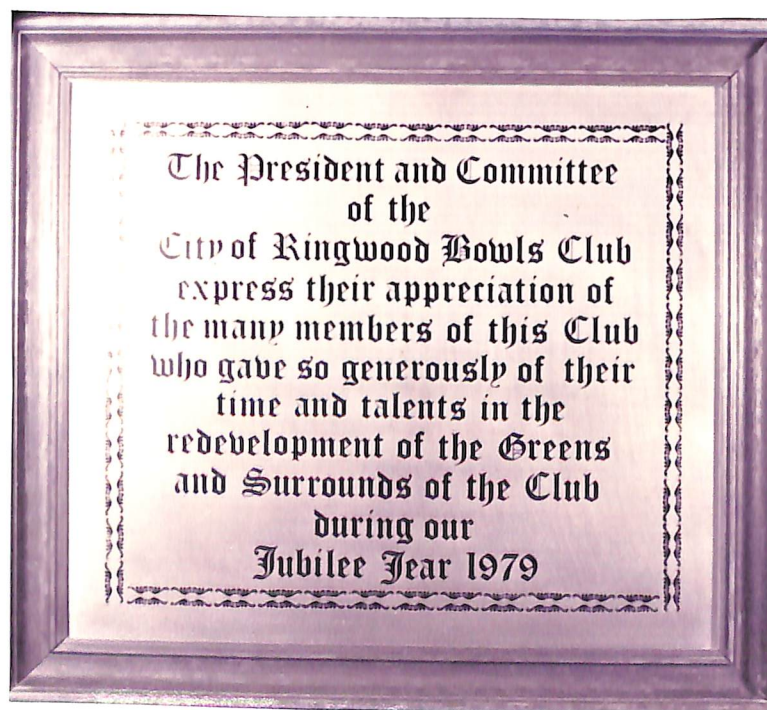 The President and Committee
of the
City of Ringwood Bowls Club
express their appreciation of
the many members of this Club
who gave so generously of their
time and talents in the
redevelopment of the Greens
and Surrounds of the Club
during our
Jubilee Year 1979